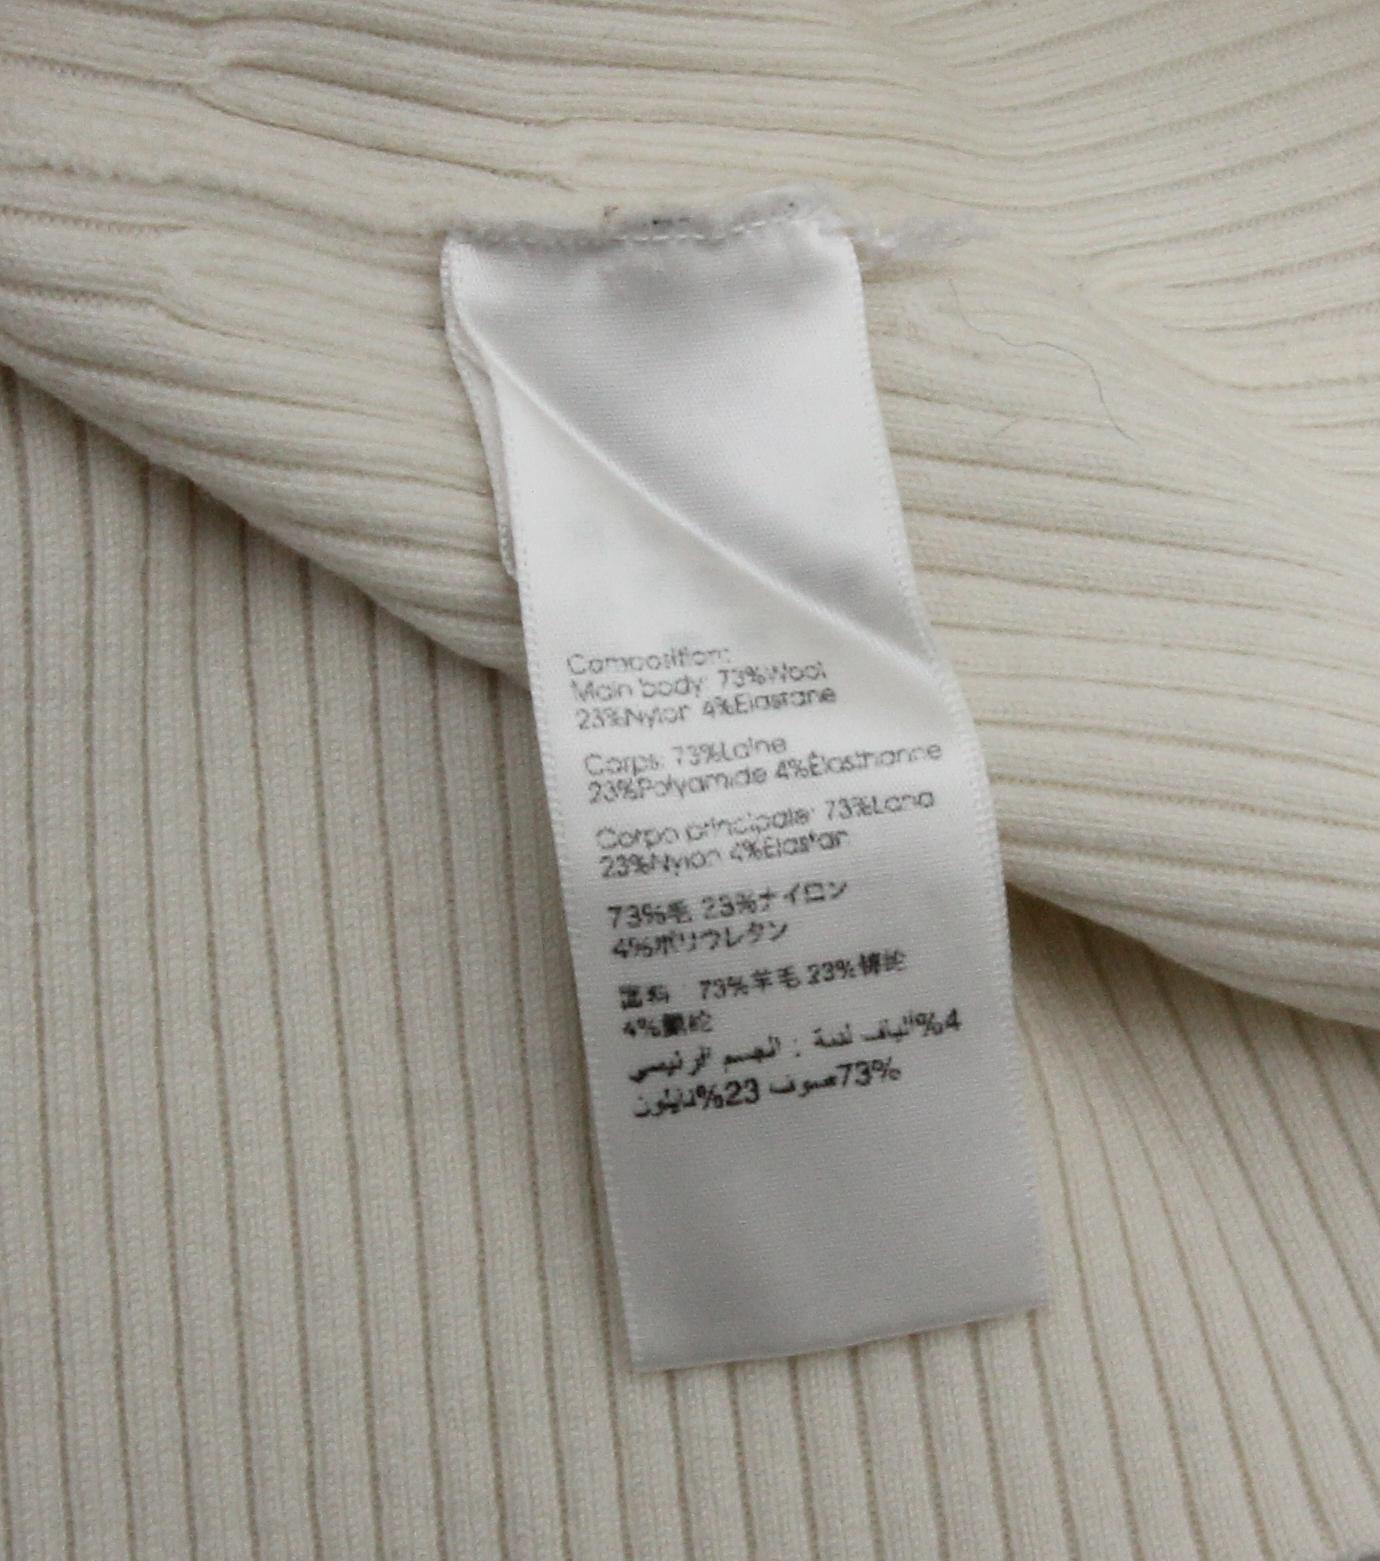 Composition:
Main body: 73%Wool
23%Nylon 4%Elastane
Corps: 73%Laine
23%Polyamide 4%Élasthanne
Corpo principale: 73%Lana
23%Nylon 4%Elastan
73%毛 23%ナイロン
4%ポリウレタン
面料 : 73%羊毛 23%锦纶
4%氨纶
الجسم الرئيسي : 4%الياف لدنة
73%صوف 23%نايلون